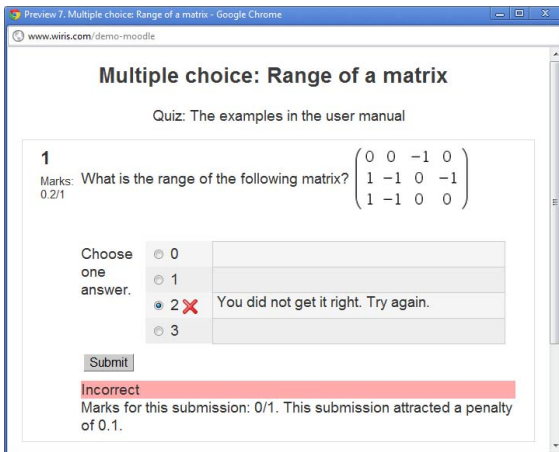 Preview 7. Multiple choice: Range of a matrix - Google Chrome
www.wiris.com/demo-moodle
Multiple choice: Range of a matrix
Quiz: The examples in the user manual
1
Marks: 0.2/1
What is the range of the following matrix?
0 0 -1 0
1 -1 0 -1
1 -1 0 0
Choose one answer.
0
1
2 You did not get it right. Try again.
3
Submit
Incorrect
Marks for this submission: 0/1. This submission attracted a penalty
of 0.1.